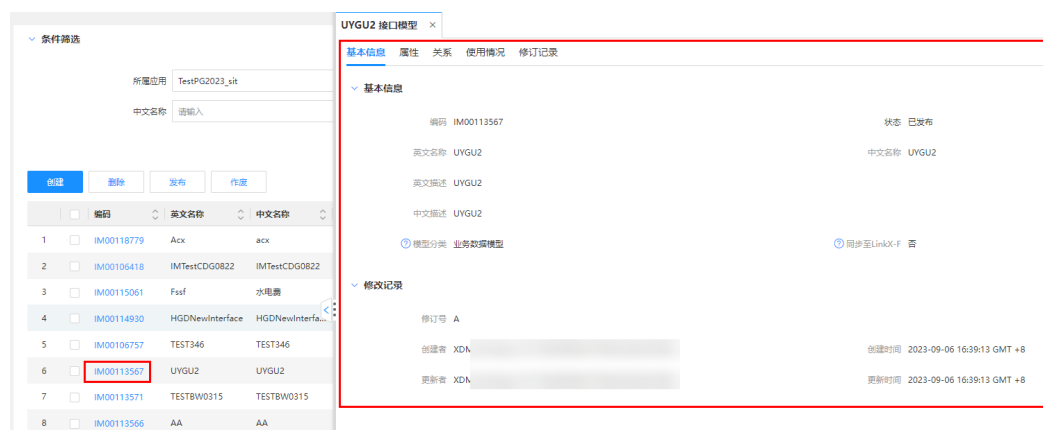 条件筛选
所属应用 TestPG2023_sit
中文名称 请输入
创建 删除 发布 作废
编码 英文名称 中文名称
1 IM00118779 Acx acx
2 IM00106418 IMTestCDG0822 IMTestCDG0822
3 IM00115061 Fssf 水电费
4 IM00114930 HGDNewInterface HGDNewInterfa...
5 IM00106757 TEST346 TEST346
6 IM00113567 UYGU2 UYGU2
7 IM00113571 TESTBW0315 TESTBW0315
8 IM00113566 AA AA
UYGU2 接口模型 ×
基本信息 属性 关系 使用情况 修订记录
基本信息
编码 IM00113567 状态 已发布
英文名称 UYGU2 中文名称 UYGU2
英文描述 UYGU2
中文描述 UYGU2
模型分类 业务数据模型 同步至LinkX-F 否
修改记录
修订号 A
创建者 创建时间 2023-09-06 16:39:13 GMT +8
更新者 更新时间 2023-09-06 16:39:13 GMT +8